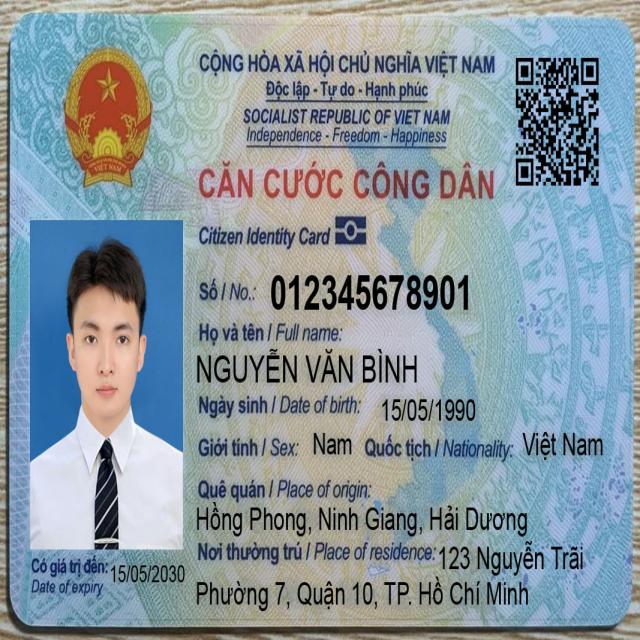 CỘNG HÒA XÃ HỘI CHỦ NGHĨA VIỆT NAM
Độc lập - Tự do - Hạnh phúc
SOCIALIST REPUBLIC OF VIET NAM
Independence - Freedom - Happiness
CĂN CƯỚC CÔNG DÂN
Citizen Identity Card
Số / No.: 012345678901
Họ và tên / Full name:
NGUYỄN VĂN BÌNH
Ngày sinh / Date of birth: 15/05/1990
Giới tính / Sex: Nam Quốc tịch / Nationality: Việt Nam
Quê quán / Place of origin:
Hồng Phong, Ninh Giang, Hải Dương
Nơi thường trú / Place of residence: 123 Nguyễn Trãi
Phường 7, Quận 10, TP. Hồ Chí Minh
Có giá trị đến: 15/05/2030
Date of expiry
VIỆT NAM